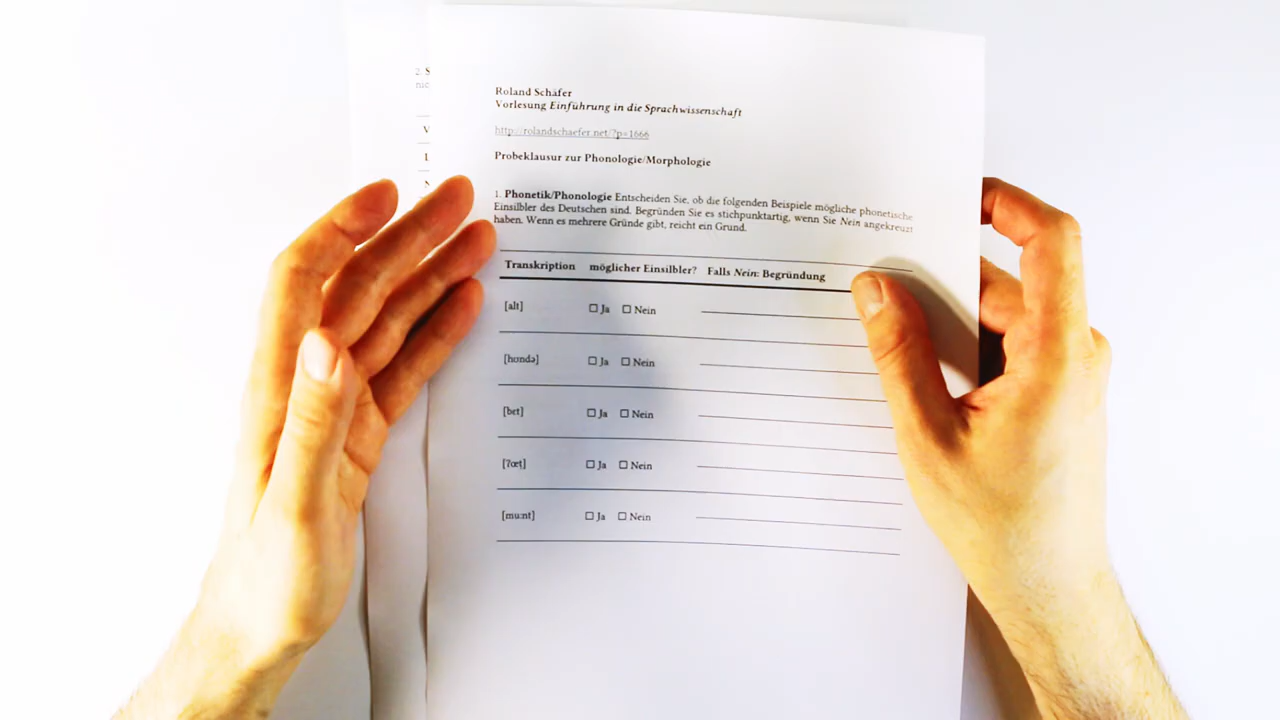 Roland Schäfer
Vorlesung Einführung in die Sprachwissenschaft
http://rolandschaefer.net/?p=1666
Probeklausur zur Phonologie/Morphologie
1. Phonetik/Phonologie Entscheiden Sie, ob die folgenden Beispiele mögliche phonetische
Einsilbler des Deutschen sind. Begründen Sie es stichpunktartig, wenn Sie Nein angekreuzt
haben. Wenn es mehrere Gründe gibt, reicht ein Grund.
Transkription möglicher Einsilbler? Falls Nein: Begründung
[alt] ☐ Ja ☐ Nein
[hʊndə] ☐ Ja ☐ Nein
☐ Ja ☐ Nein
☐ Ja ☐ Nein
[muːnt] ☐ Ja ☐ Nein
2. S